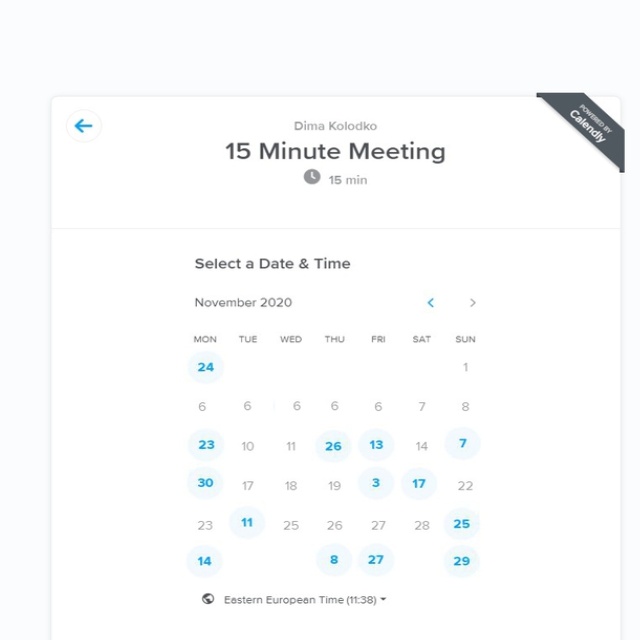 POWERED BY
Calendly
Dima Kolodko
15 Minute Meeting
15 min
Select a Date & Time
November 2020
MON TUE WED THU FRI SAT SUN
24 1
6 6 6 6 6 7 8
23 10 11 26 13 14 7
30 17 18 19 3 17 22
23 11 25 26 27 28 25
14 8 27 29
Eastern European Time (11:38)